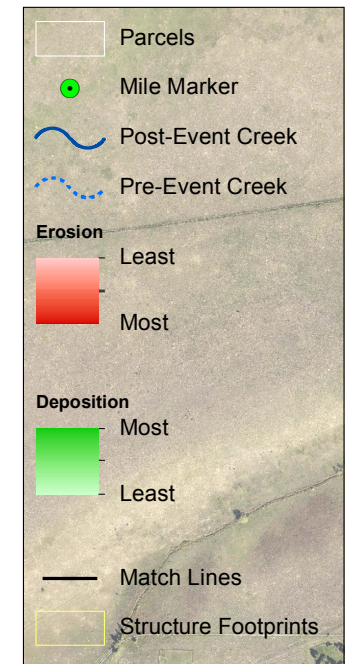 Parcels
Mile Marker
Post-Event Creek
Pre-Event Creek
Erosion
Least
Most
Deposition
Most
Least
Match Lines
Structure Footprints